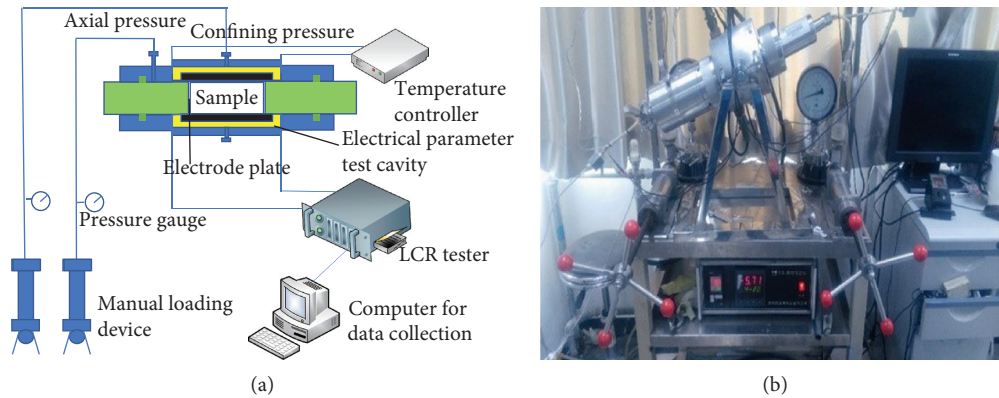 Axial pressure
Confining pressure
Sample
Temperature
controller
Electrical parameter
test cavity
Electrode plate
Pressure gauge
LCR tester
Manual loading
device
Computer for
data collection
(a)
(b)